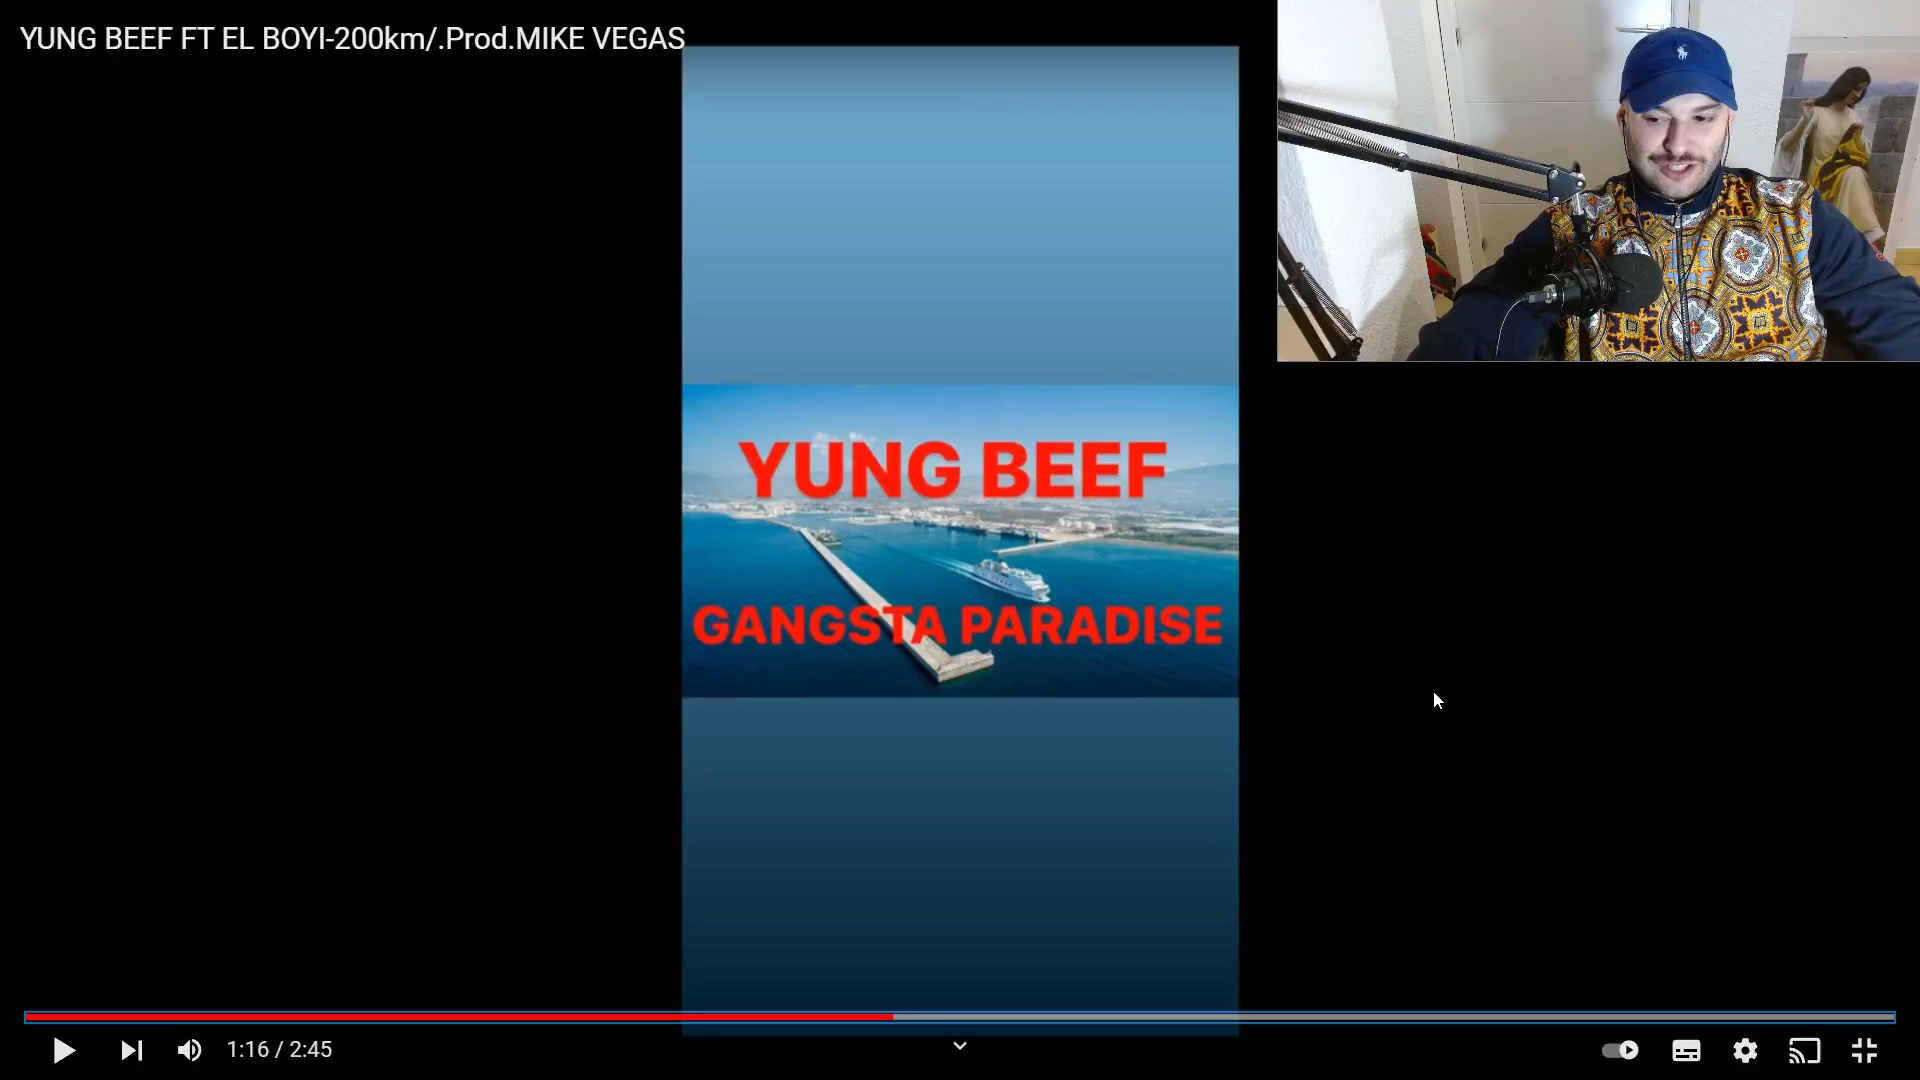 YUNG BEEF FT EL BOYI-200km/.Prod.MIKE VEGAS
YUNG BEEF
GANGSTA PARADISE
1:16 / 2:45